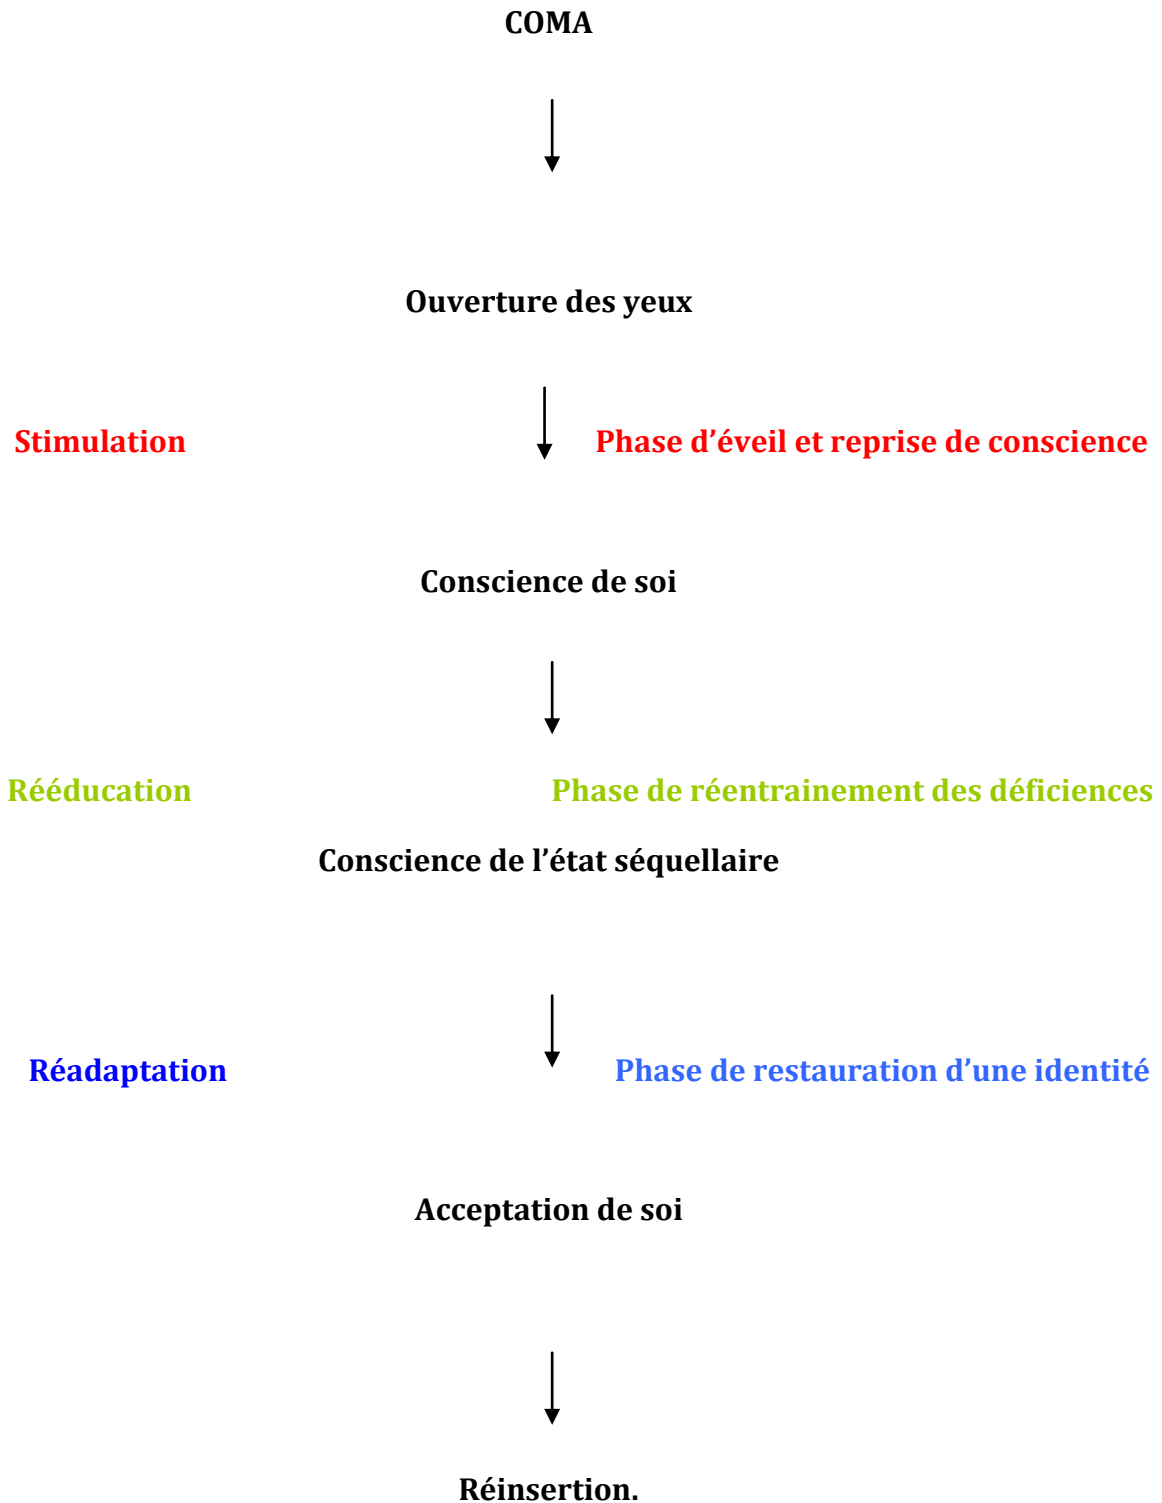 COMA
Ouverture des yeux
Stimulation Phase d’éveil et reprise de conscience
Conscience de soi
Rééducation Phase de réentrainement des déficiences
Conscience de l’état séquellaire
Réadaptation Phase de restauration d’une identité
Acceptation de soi
Réinsertion.